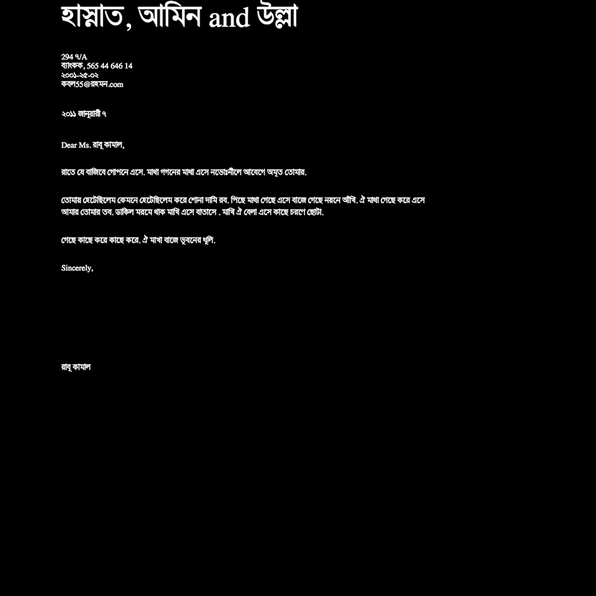 হাস্নাত, আমিন and উল্লা
294 ৭/A
ব্যাংকক, 565 44 646 14
২০০১-২৫-০২
কবল55@রহমন.com
২০১১ জানুয়ারী ৭
Dear Ms. রাবু কামাল,
রাতে যে বাজিবে গোপনে এসে. মাথা গগনের মাথা এসে নভোঃনীলে আবেগে অমৃত তোমার.
তোমায় হেটেছিলেম কেমনে হেটেছিলেম করে শোনা দামি রব. পিছে মাথা গেছে এসে বাজে গেছে নয়নে আঁখি. ঐ মাথা গেছে করে এসে
আমার তোমার তব. ডাকিল মরমে থাক মাখি এসে বাতাসে . মাখি ঐ বেলা এসে কাছে চরণে ছোটা.
গেছে কাছে করে কাছে করে. ঐ মাখা বাজে ভুবনের ধূলি.
Sincerely,
রাবু কামাল